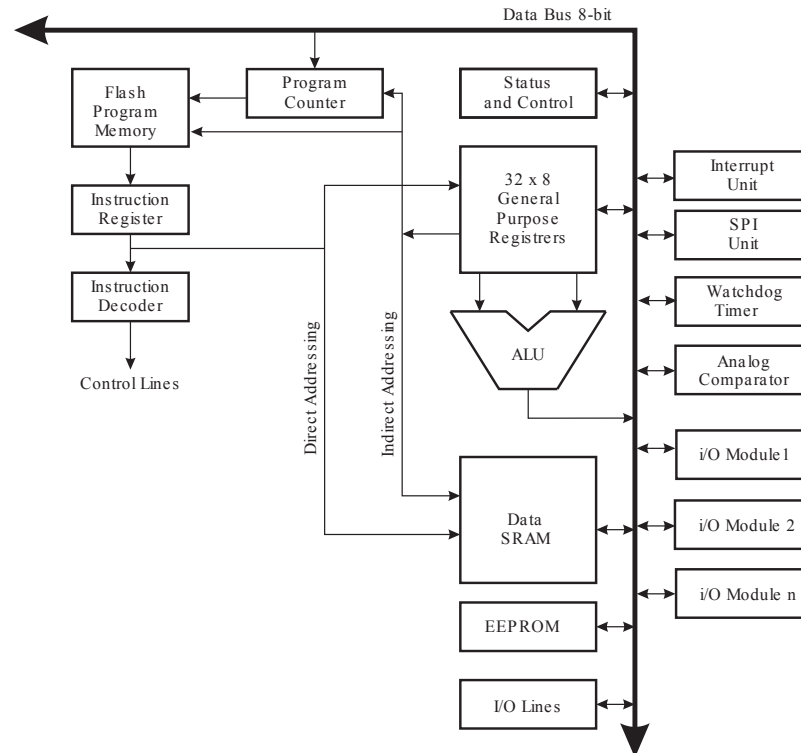 Data Bus 8-bit
Flash
Program
Memory
Program
Counter
Status
and Control
Interrupt
Unit
32 x 8
General
Purpose
Registrers
Instruction
Register
SPI
Unit
Instruction
Decoder
Watchdog
Timer
ALU
Analog
Comparator
Control Lines
Direct Addressing
Indirect Addressing
i/O Module1
Data
SRAM
i/O Module 2
i/O Module n
EEPROM
I/O Lines